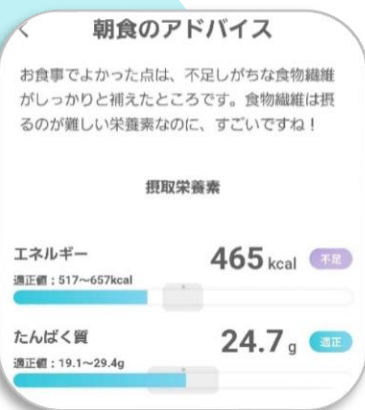 朝食のアドバイス
お食事でよかった点は、不足しがちな食物繊維
がしっかりと補えたところです。食物繊維は摂
るのが難しい栄養素なのに、すごいですね！
摂取栄養素
エネルギー 465 kcal 不足
適正値：517〜657kcal
たんぱく質 24.7 g 適正
適正値：19.1〜29.4g